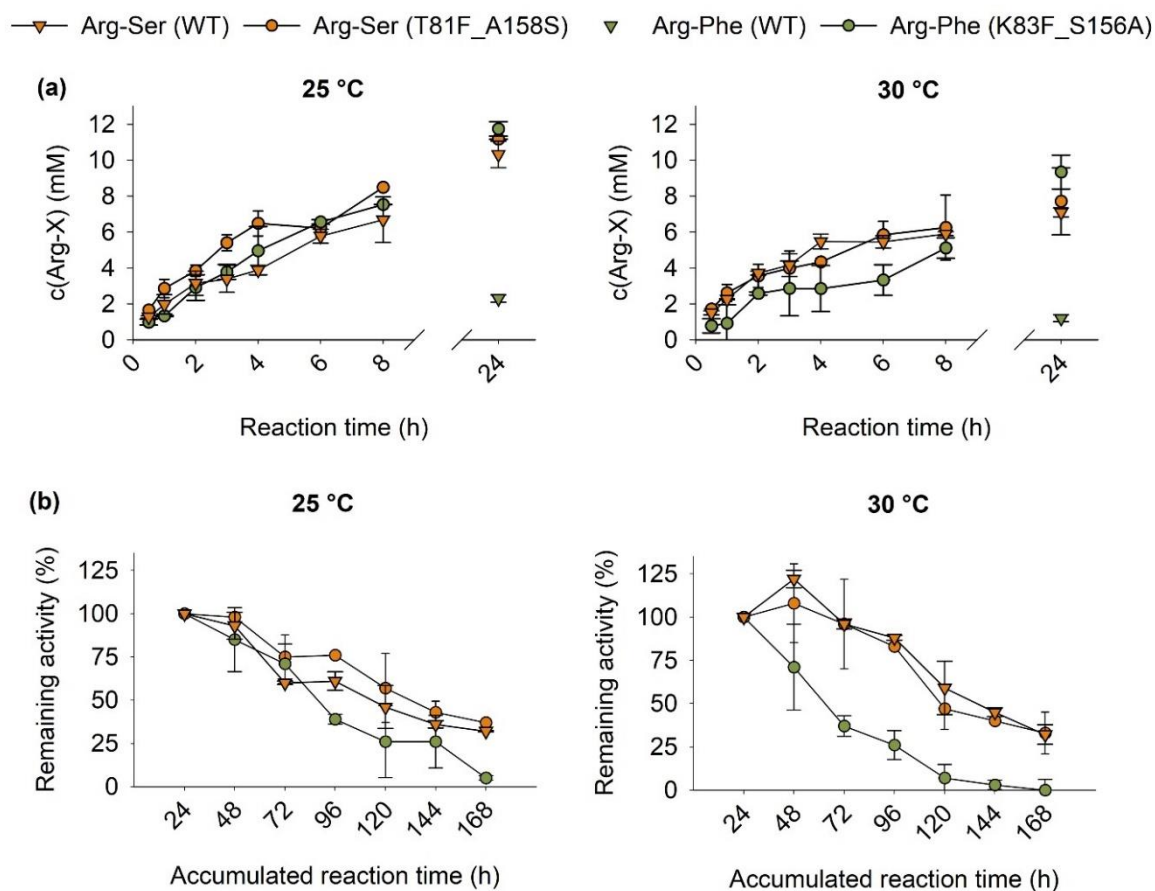 Arg-Ser (WT) Arg-Ser (T81F_A158S) Arg-Phe (WT) Arg-Phe (K83F_S156A)
(a) 25 °C 30 °C
c(Arg-X) (mM)
12
10
8
6
4
2
0
0 2 4 6 8 24
Reaction time (h)
c(Arg-X) (mM)
12
10
8
6
4
2
0
0 2 4 6 8 24
Reaction time (h)
(b) 25 °C 30 °C
Remaining activity (%)
125
100
75
50
25
0
24 48 72 96 120 144 168
Accumulated reaction time (h)
Remaining activity (%)
125
100
75
50
25
0
24 48 72 96 120 144 168
Accumulated reaction time (h)